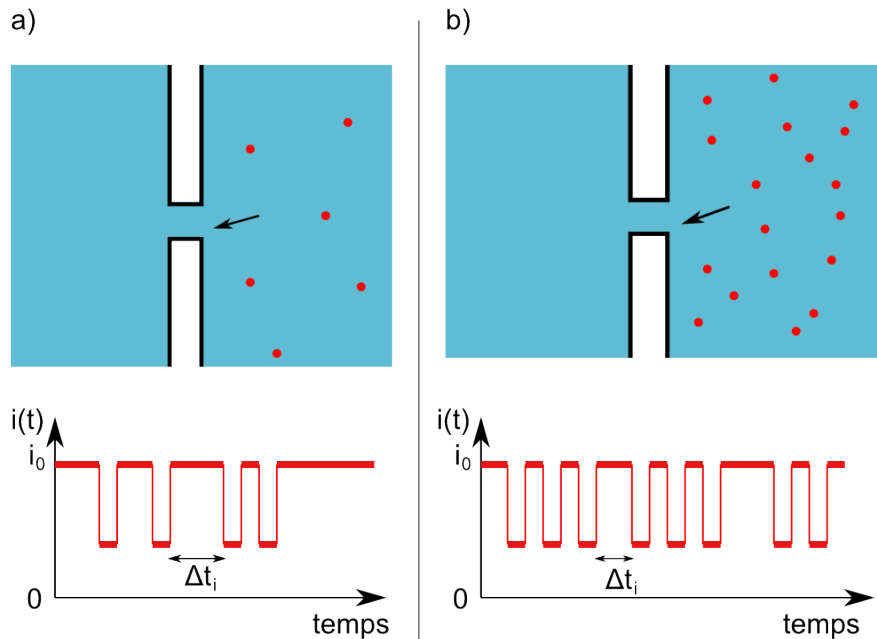 a)
i(t)
i₀
Δtᵢ
0
temps
b)
i(t)
i₀
Δtᵢ
0
temps